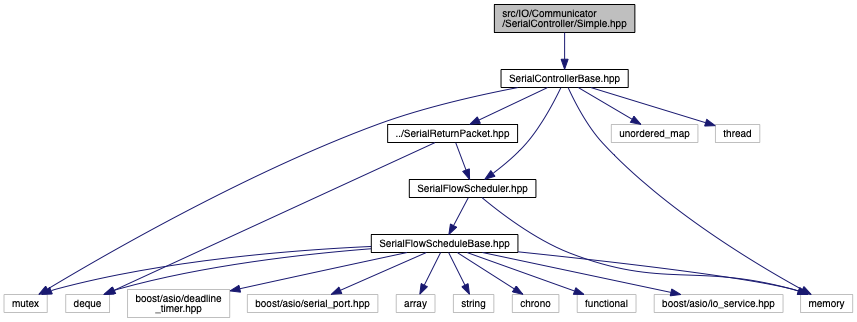 src/IO/Communicator
/SerialController/Simple.hpp
SerialControllerBase.hpp
../SerialReturnPacket.hpp
unordered_map
thread
SerialFlowScheduler.hpp
SerialFlowScheduleBase.hpp
mutex
deque
boost/asio/deadline
_timer.hpp
boost/asio/serial_port.hpp
array
string
chrono
functional
boost/asio/io_service.hpp
memory